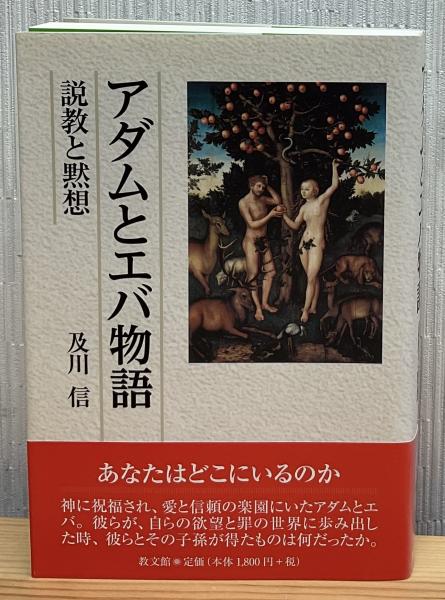 アダムとエバ物語
説教と黙想
及川 信
あなたはどこにいるのか
神に祝福され、愛と信頼の楽園にいたアダムとエ
バ。彼らが、自らの欲望と罪の世界に歩み出し
た時、彼らとその子孫が得たものは何だったか。
教文館◉定価(本体1,800円+税)